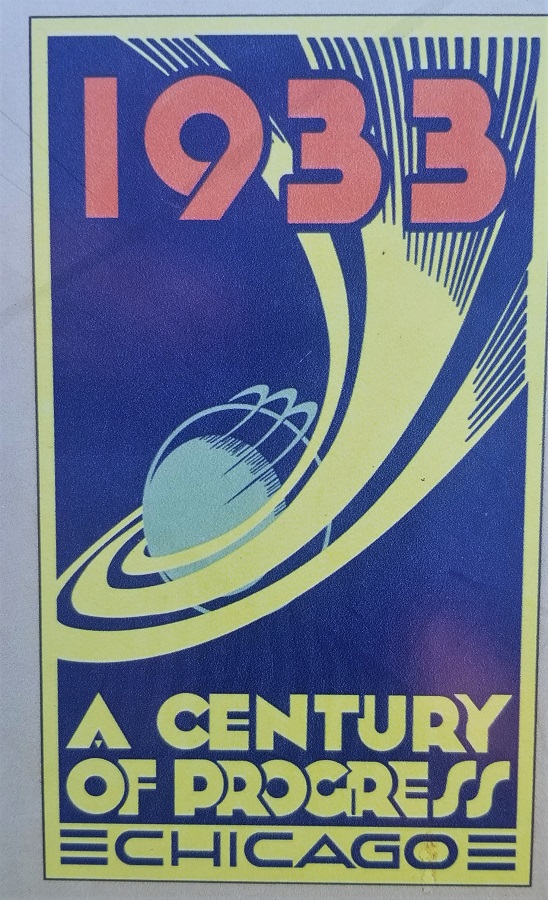 1933
A CENTURY
OF PROGRESS
CHICAGO